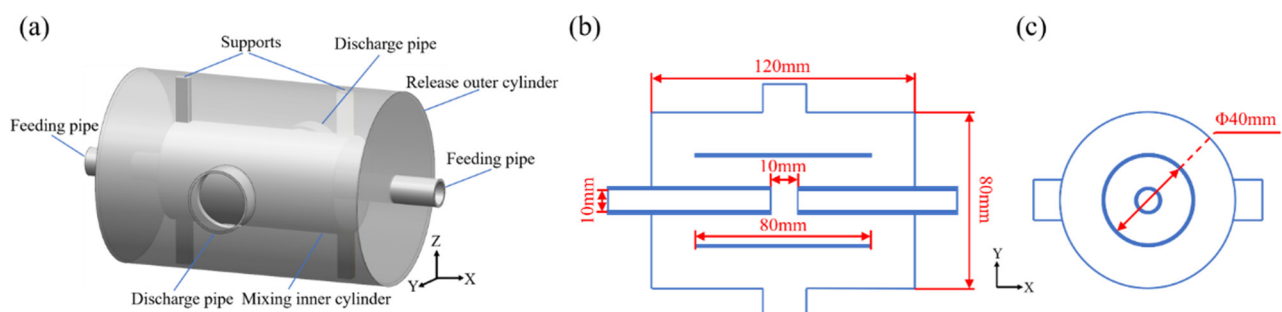 (a)
Supports
Discharge pipe
Release outer cylinder
Feeding pipe
Feeding pipe
Discharge pipe
Mixing inner cylinder
Z
X
Y
(b)
120mm
10mm
10mm
80mm
80mm
Y
X
(c)
Φ40mm